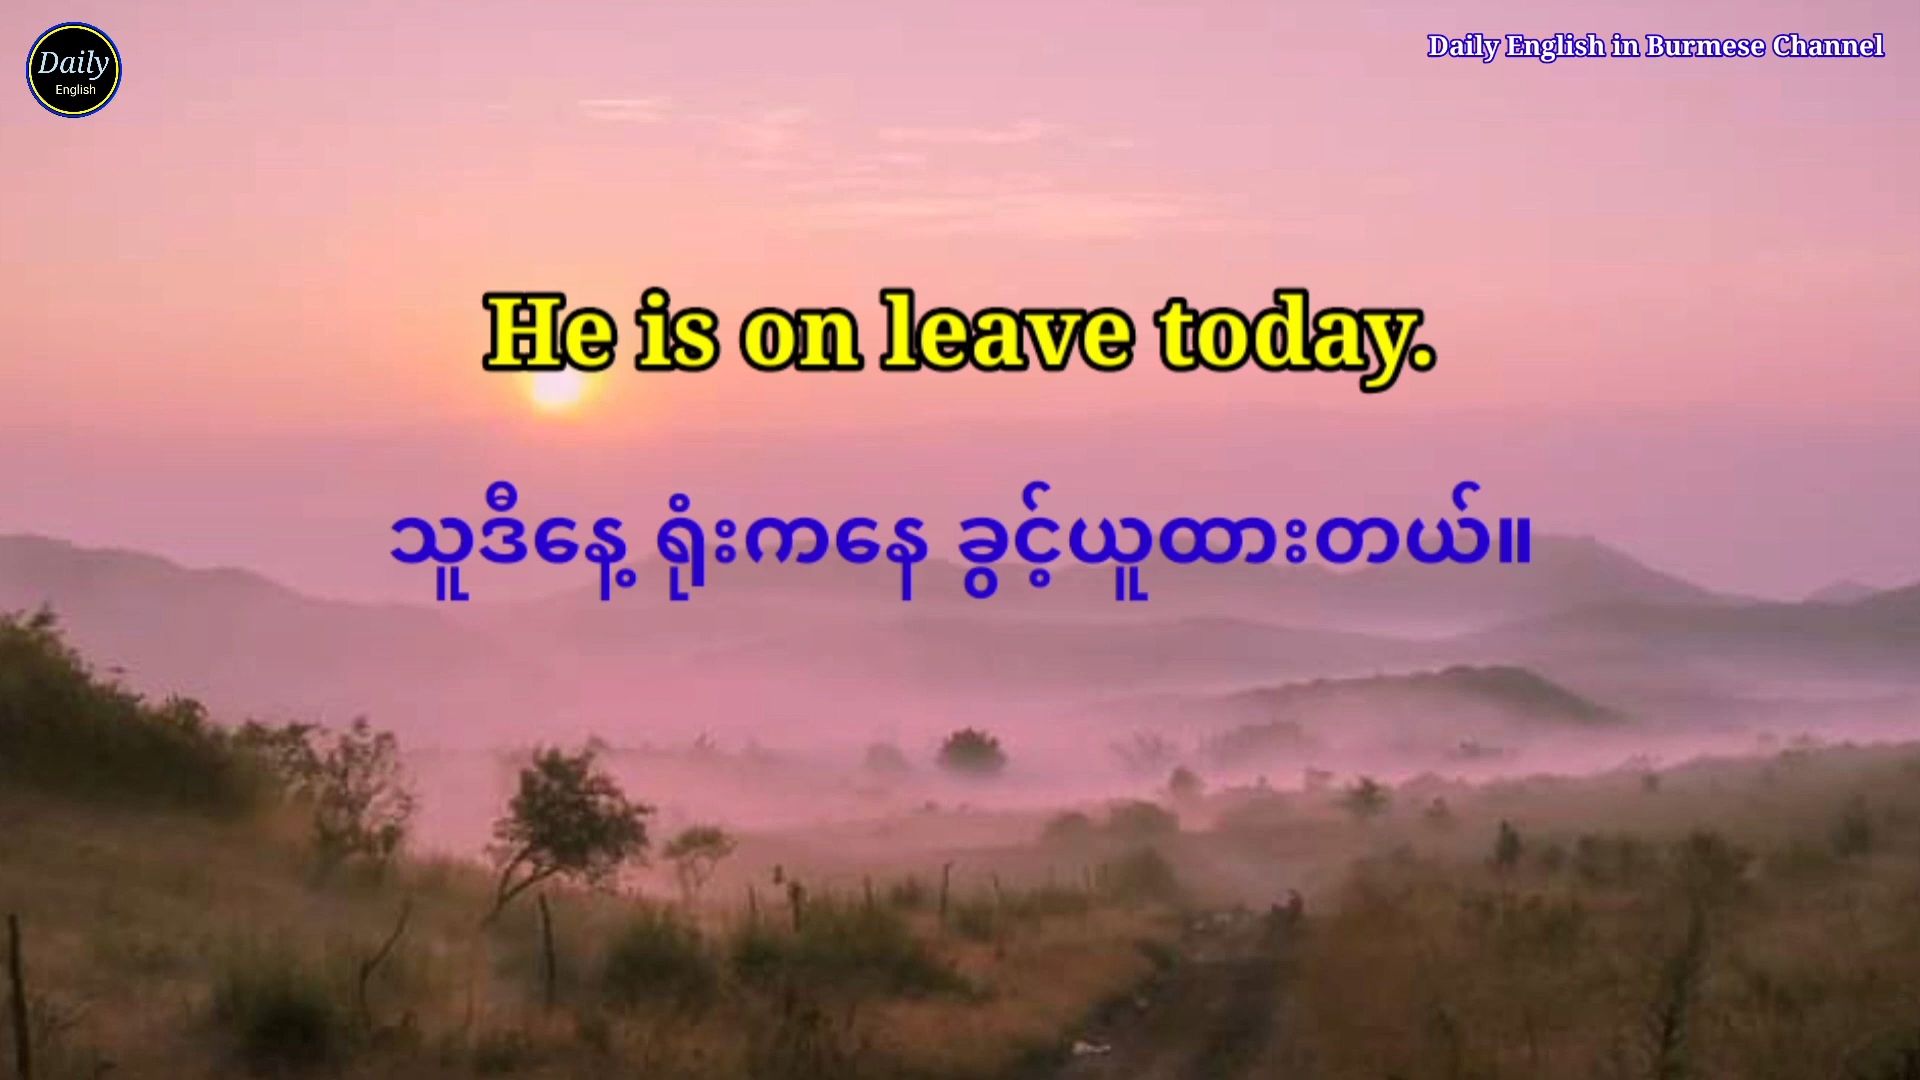 Daily
English
Daily English in Burmese Channel
He is on leave today.
သူဒီနေ့ ရုံးကနေ ခွင့်ယူထားတယ်။